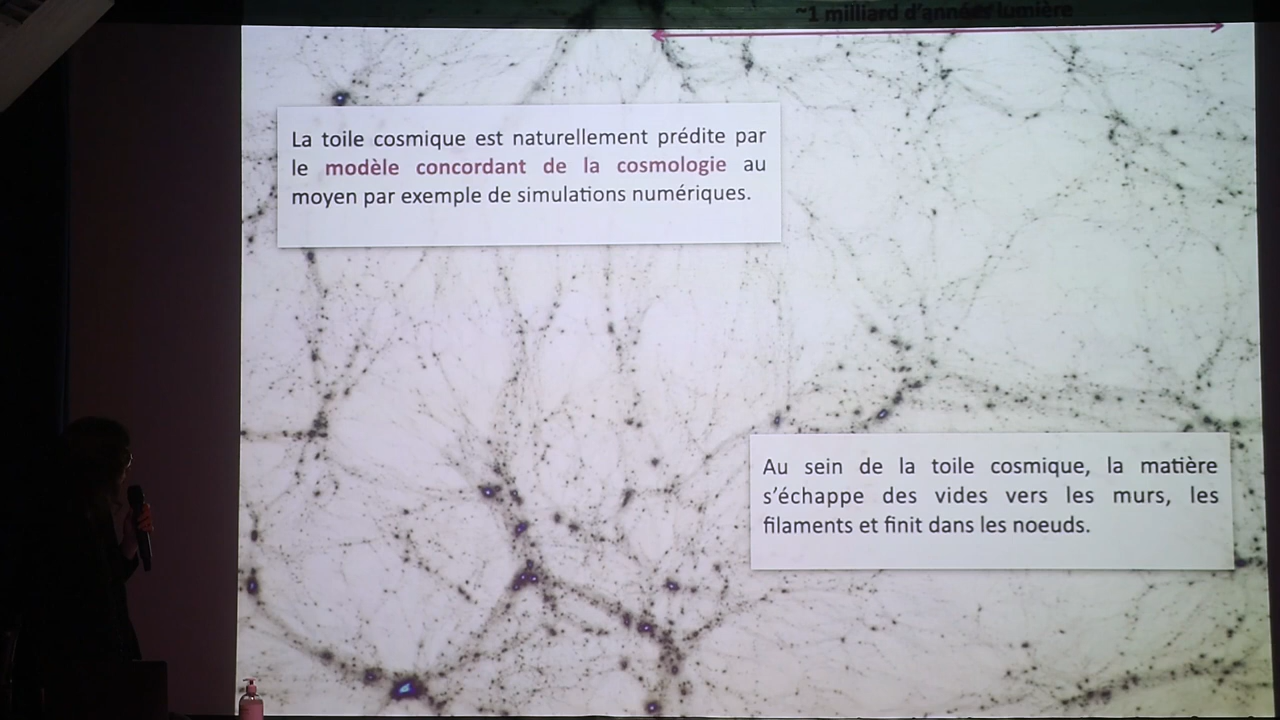 ~1 milliard d'années lumière
La toile cosmique est naturellement prédite par
le modèle concordant de la cosmologie au
moyen par exemple de simulations numériques.
Au sein de la toile cosmique, la matière
s'échappe des vides vers les murs, les
filaments et finit dans les noeuds.